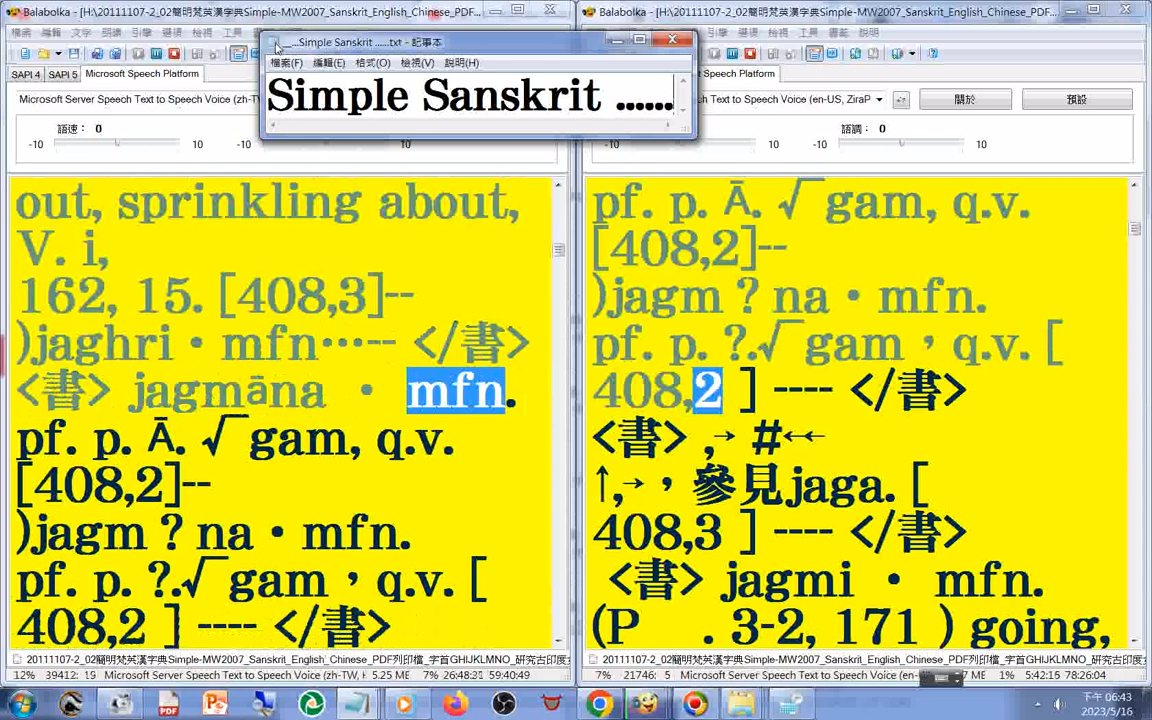 Balabolka - [H:\20111107-2_02簡明梵英漢字典Simple-MW2007_Sanskrit_English_Chinese_PDF...
Balabolka - [H:\20111107-2_02簡明梵英漢字典Simple-MW2007_Sanskrit_English_Chinese_PDF...
...Simple Sanskrit ......txt - 記事本
檔案(F) 編輯(E) 格式(O) 檢視(V) 說明(H)
Simple Sanskrit ......
SAPI 4 SAPI 5 Microsoft Speech Platform
Microsoft Server Speech Text to Speech Voice (zh-TW,
Microsoft Server Speech Text to Speech Voice (en-US, ZiraP
關於
預設
語速： 0
-10 10 -10 10
語調： 0
-10 10 -10 10
out, sprinkling about,
V. i,
162, 15. [408,3]--
)jaghri・mfn…-- </書>
<書> jagmāna ・ mfn.
pf. p. Ā. √ gam, q.v.
[408,2]--
)jagm？na・mfn.
pf. p. ?.√ gam，q.v. [
408,2 ] ---- </書>
pf. p. Ā. √ gam, q.v.
[408,2]--
)jagm？na・mfn.
pf. p. ?.√ gam，q.v. [
408,2 ] ---- </書>
<書> ,→ #←←
↑,→，參見jaga. [
408,3 ] ---- </書>
<書> jagmi ・ mfn.
(P . 3-2, 171 ) going,
20111107-2_02簡明梵英漢字典Simple-MW2007_Sanskrit_English_Chinese_PDF列印檔_字首GHIJKLMNO_研究古印度
20111107-2_02簡明梵英漢字典Simple-MW2007_Sanskrit_English_Chinese_PDF列印檔_字首GHIJKLMNO_研究古印度
12% 39412: 19 Microsoft Server Speech Text to Speech Voice (zh-TW, 5.25 MB 7% 26:48:31 59:40:49
7% 21746: 5 Microsoft Server Speech Text to Speech Voice (en- 1% 5:42:15 78:26:04
下午 06:43
2023/5/16